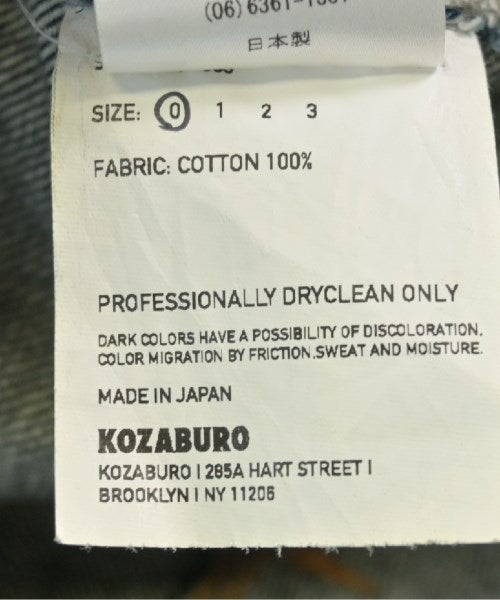 (06) 6361-
日本製
SIZE: 0 1 2 3
FABRIC: COTTON 100%
PROFESSIONALLY DRYCLEAN ONLY
DARK COLORS HAVE A POSSIBILITY OF DISCOLORATION,
COLOR MIGRATION BY FRICTION,SWEAT AND MOISTURE.
MADE IN JAPAN
KOZABURO
KOZABURO I 285A HART STREET I
BROOKLYN I NY 11206